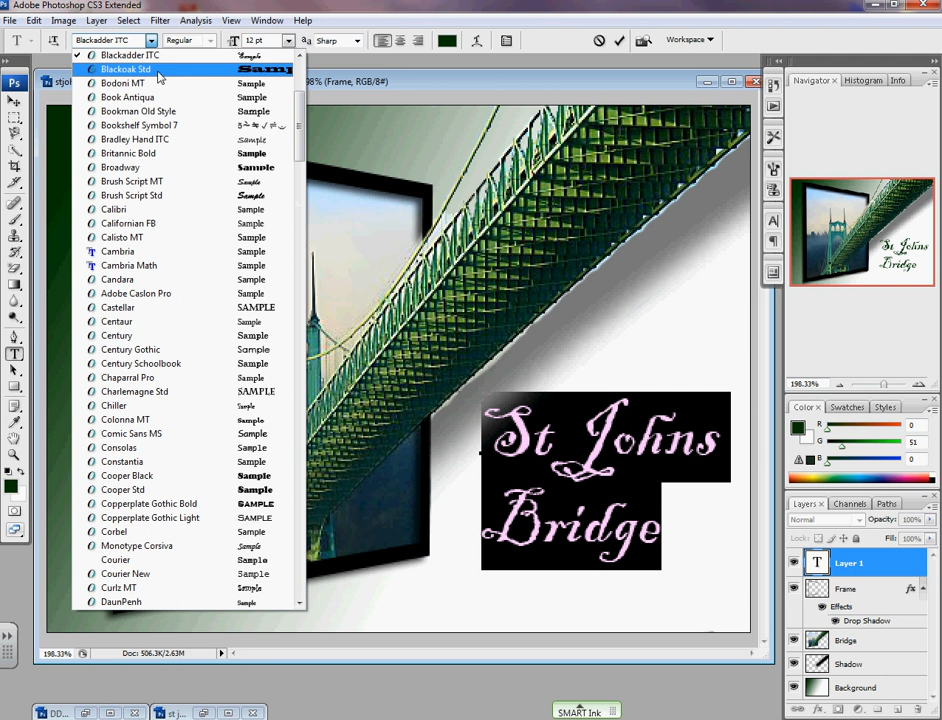 Adobe Photoshop CS3 Extended
File Edit Image Layer Select Filter Analysis View Window Help
Blackadder ITC Regular 12 pt aa Sharp Workspace
98% (Frame, RGB/8#)
Blackadder ITC Sample
Blackoak Std
Bodoni MT Sample
Book Antiqua Sample
Bookman Old Style Sample
Bookshelf Symbol 7
Bradley Hand ITC Sample
Britannic Bold Sample
Broadway Sample
Brush Script MT Sample
Brush Script Std Sample
Calibri Sample
Californian FB Sample
Calisto MT Sample
Cambria Sample
Cambria Math Sample
Candara Sample
Adobe Caslon Pro Sample
Castellar SAMPLE
Centaur Sample
Century Sample
Century Gothic Sample
Century Schoolbook Sample
Chaparral Pro Sample
Charlemagne Std SAMPLE
Chiller Sample
Colonna MT Sample
Comic Sans MS Sample
Consolas Sample
Constantia Sample
Cooper Black Sample
Cooper Std Sample
Copperplate Gothic Bold SAMPLE
Copperplate Gothic Light SAMPLE
Corbel Sample
Monotype Corsiva Sample
Courier Sample
Courier New Sample
Curlz MT Sample
DaunPenh Sample
St Johns
Bridge
Navigator Histogram Info
St Johns
Bridge
198.33%
Color Swatches Styles
R 0
G 51
B 0
Layers Channels Paths
Normal Opacity: 100%
Lock: Fill: 100%
T Layer 1
Frame fx
Effects
Drop Shadow
Bridge
Shadow
Background
198.33% Doc: 506.3K/2.63M
DD... st j...
SMART Ink